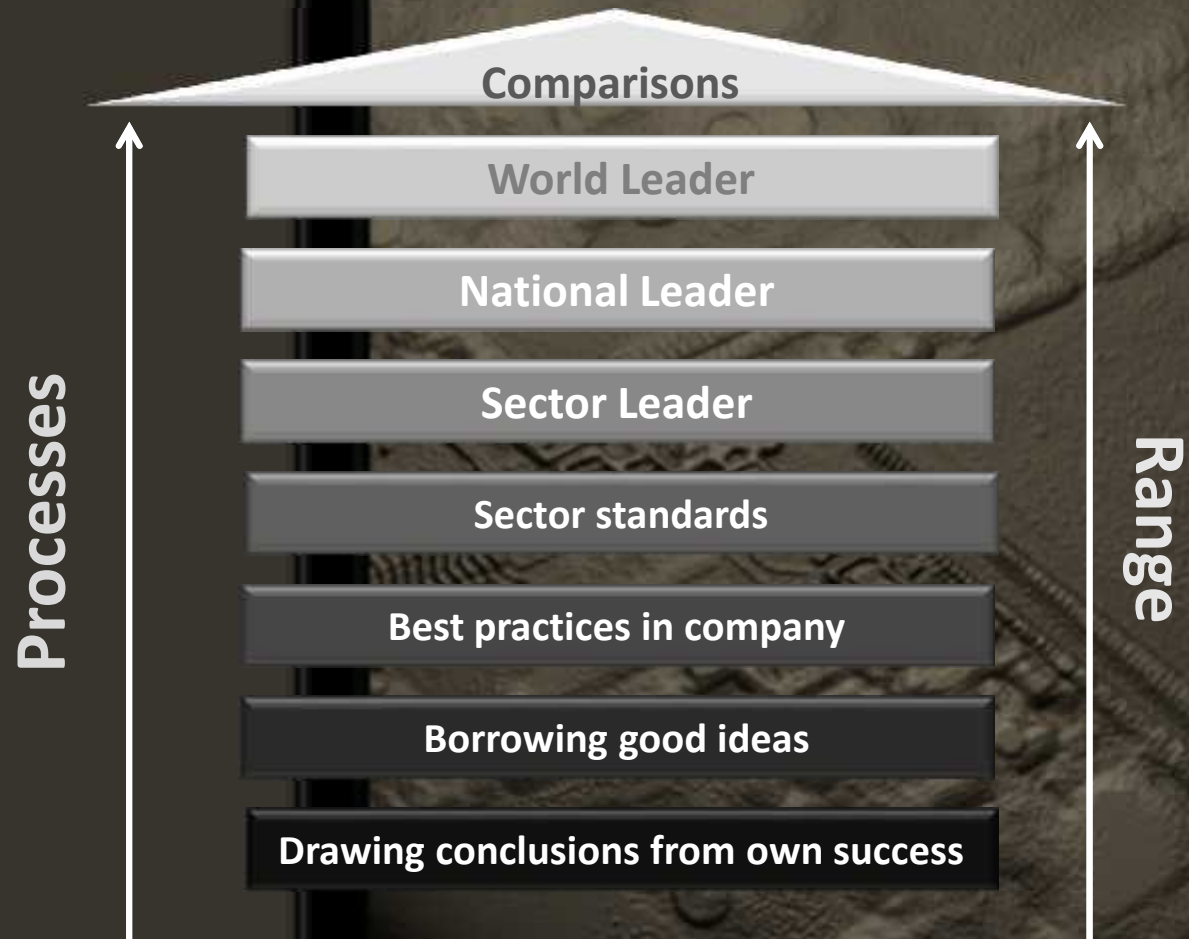 Comparisons
World Leader
National Leader
Sector Leader
Sector standards
Best practices in company
Borrowing good ideas
Drawing conclusions from own success
Processes
Range